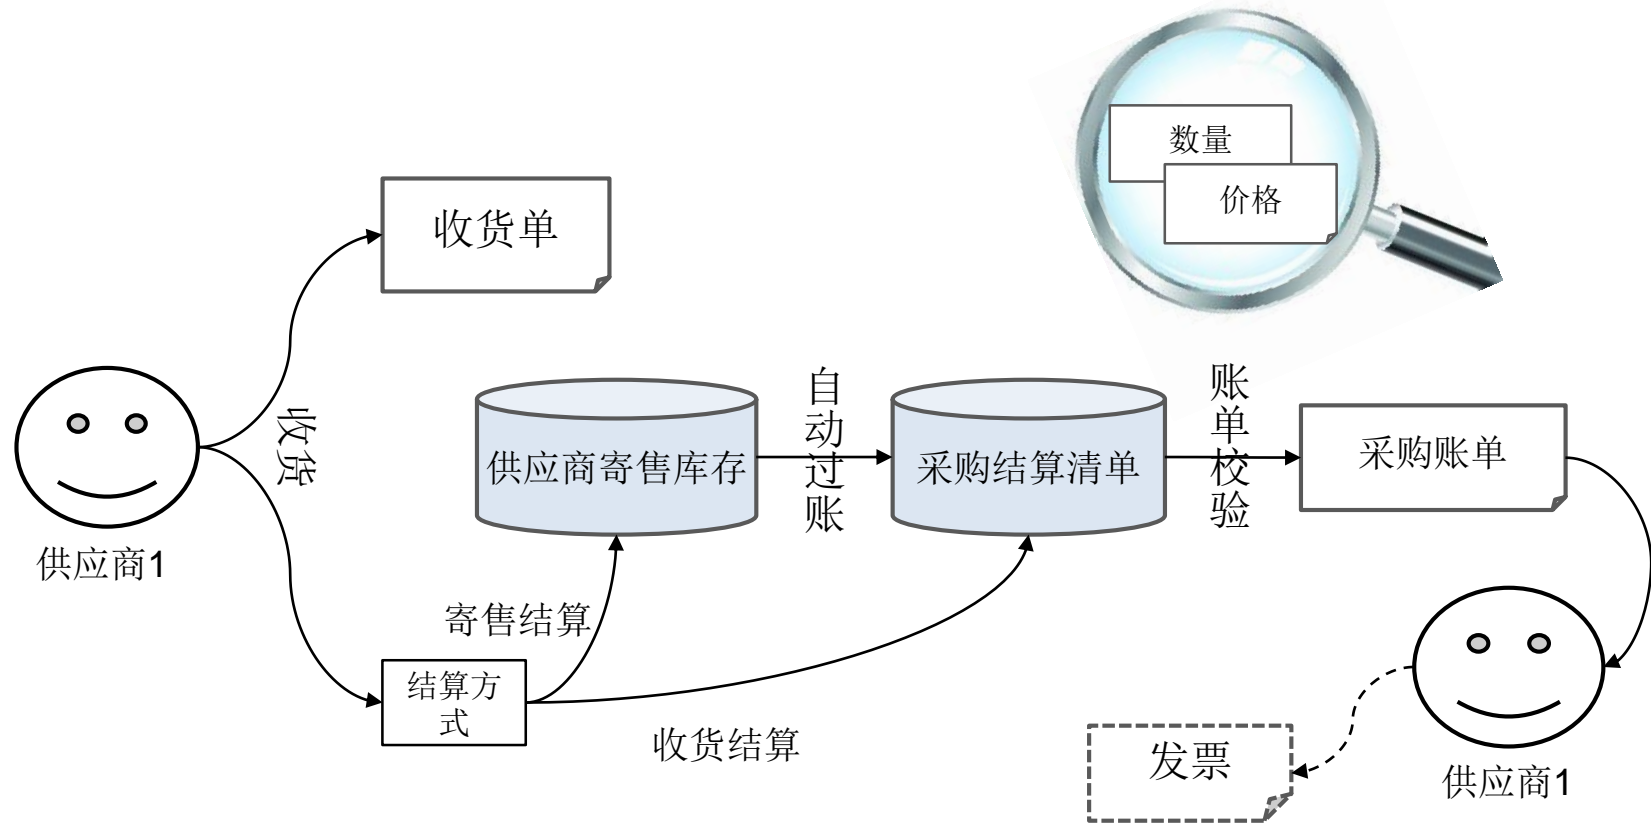 数量
价格
收货单
收货
供应商1
供应商寄售库存
自动过账
采购结算清单
账单校验
采购账单
寄售结算
结算方
式
收货结算
发票
供应商1